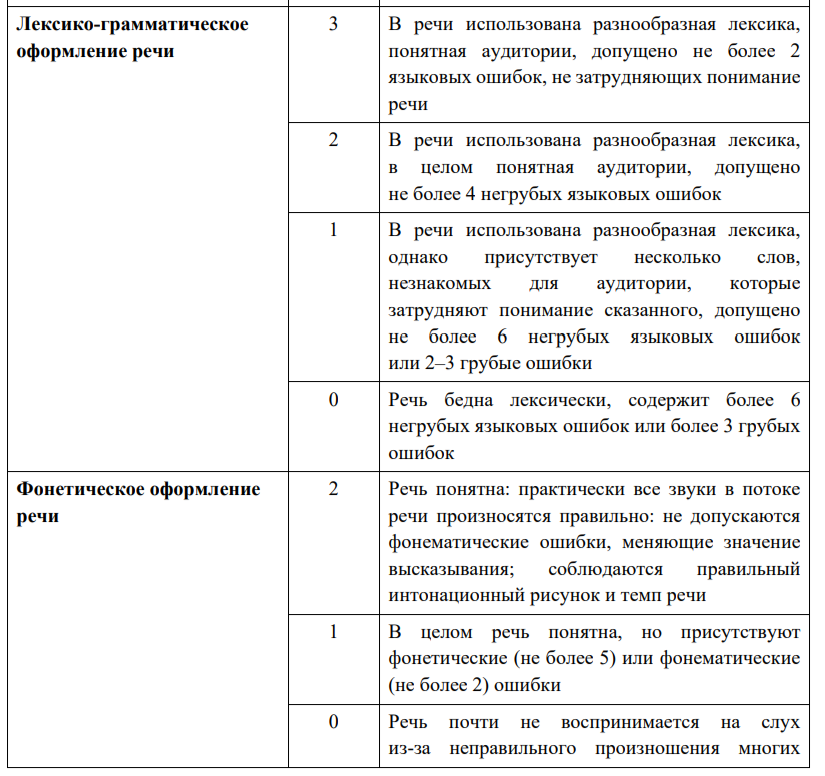 Лексико-грамматическое
оформление речи
3
В речи использована разнообразная лексика,
понятная аудитории, допущено не более 2
языковых ошибок, не затрудняющих понимание
речи
2
В речи использована разнообразная лексика,
в целом понятная аудитории, допущено
не более 4 негрубых языковых ошибок
1
В речи использована разнообразная лексика,
однако присутствует несколько слов,
незнакомых для аудитории, которые
затрудняют понимание сказанного, допущено
не более 6 негрубых языковых ошибок
или 2–3 грубые ошибки
0
Речь бедна лексически, содержит более 6
негрубых языковых ошибок или более 3 грубых
ошибок
Фонетическое оформление
речи
2
Речь понятна: практически все звуки в потоке
речи произносятся правильно: не допускаются
фонематические ошибки, меняющие значение
высказывания; соблюдаются правильный
интонационный рисунок и темп речи
1
В целом речь понятна, но присутствуют
фонетические (не более 5) или фонематические
(не более 2) ошибки
0
Речь почти не воспринимается на слух
из-за неправильного произношения многих